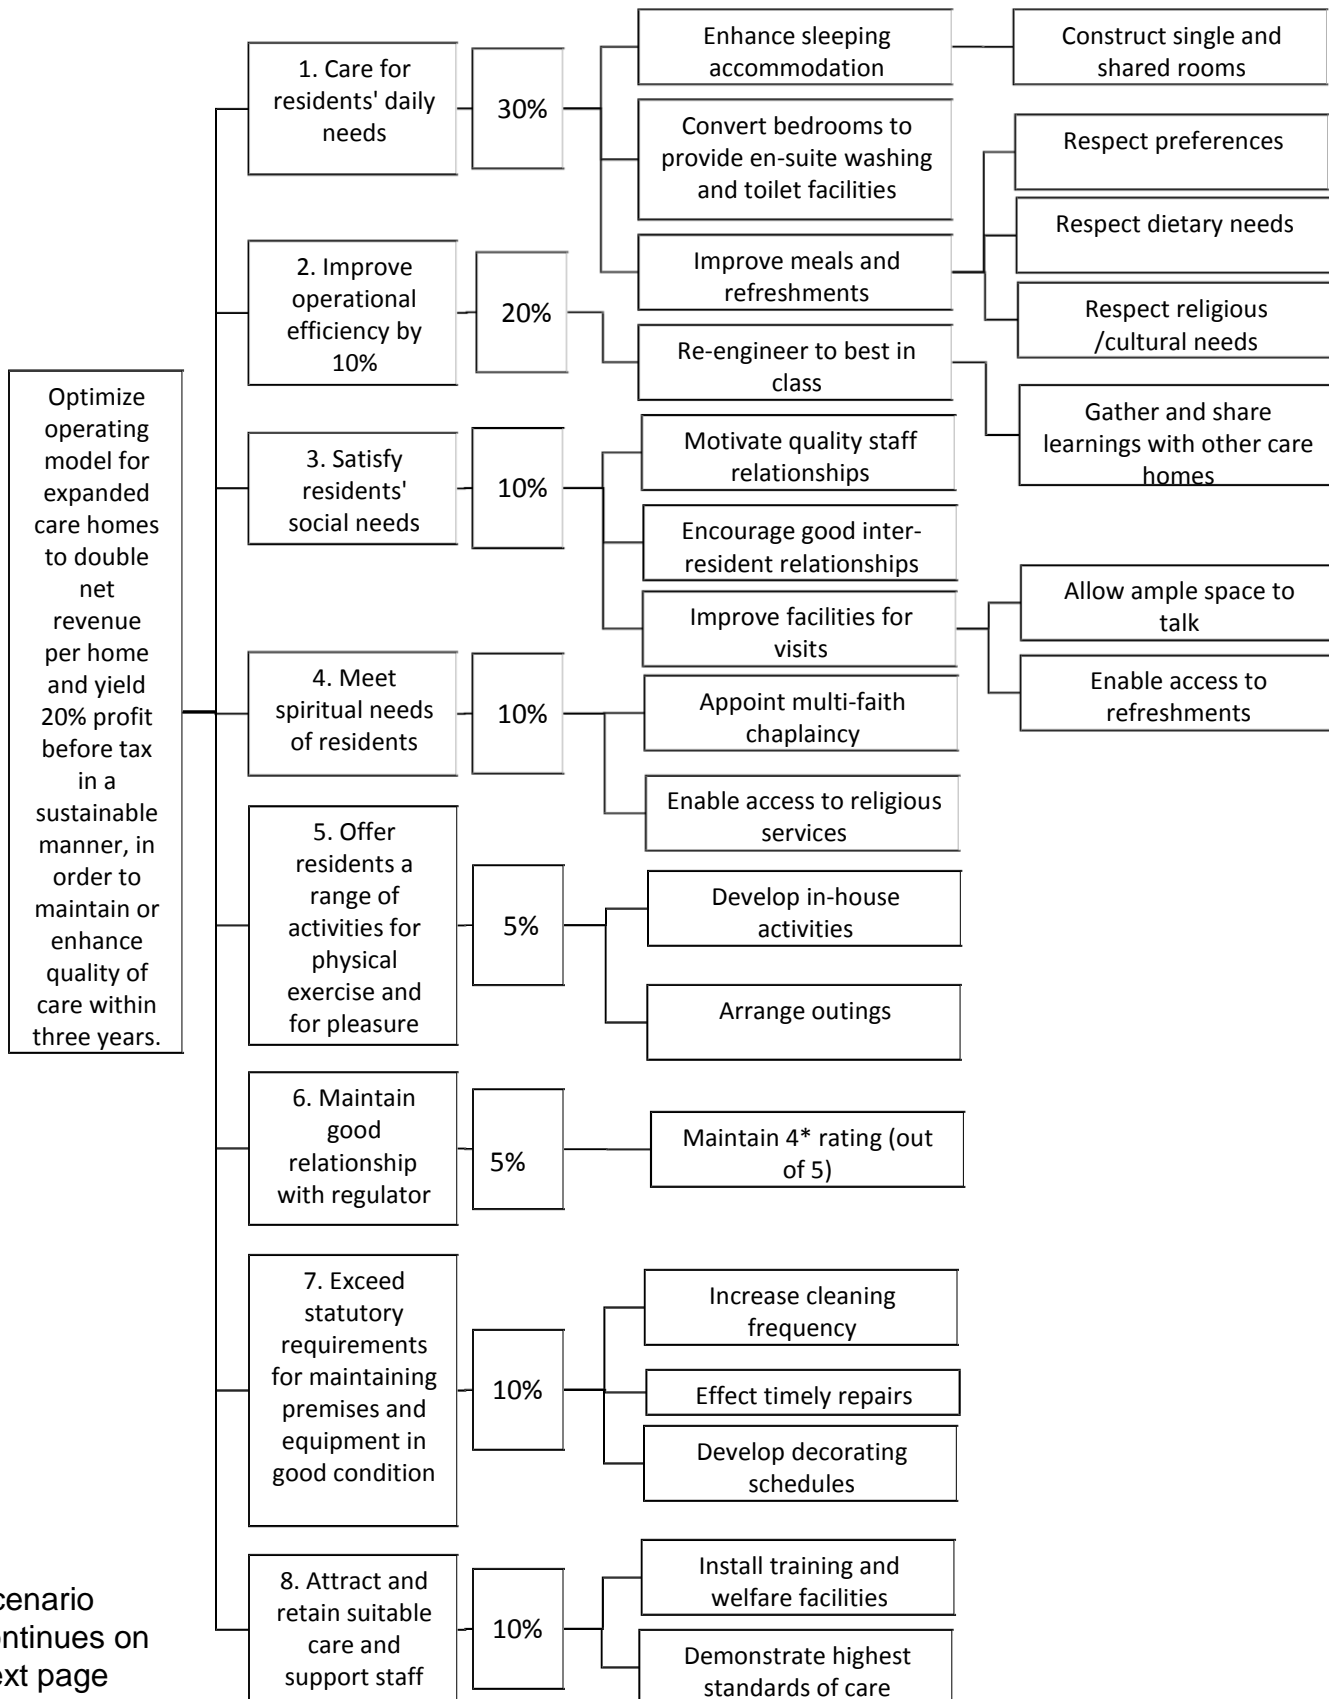 Optimize
operating
model for
expanded
care homes
to double
net
revenue
per home
and yield
20% profit
before tax
in a
sustainable
manner, in
order to
maintain or
enhance
quality of
care within
three years.
1. Care for
residents' daily
needs
30%
Enhance sleeping
accommodation
Construct single and
shared rooms
Convert bedrooms to
provide en-suite washing
and toilet facilities
Improve meals and
refreshments
Respect preferences
Respect dietary needs
Respect religious
/cultural needs
2. Improve
operational
efficiency by
10%
20%
Re-engineer to best in
class
Gather and share
learnings with other care
homes
3. Satisfy
residents'
social needs
10%
Motivate quality staff
relationships
Encourage good inter-
resident relationships
Improve facilities for
visits
Allow ample space to
talk
Enable access to
refreshments
4. Meet
spiritual needs
of residents
10%
Appoint multi-faith
chaplaincy
Enable access to religious
services
5. Offer
residents a
range of
activities for
physical
exercise and
for pleasure
5%
Develop in-house
activities
Arrange outings
6. Maintain
good
relationship
with regulator
5%
Maintain 4* rating (out
of 5)
7. Exceed
statutory
requirements
for maintaining
premises and
equipment in
good condition
10%
Increase cleaning
frequency
Effect timely repairs
Develop decorating
schedules
8. Attract and
retain suitable
care and
support staff
10%
Install training and
welfare facilities
Demonstrate highest
standards of care
cenario
ontinues on
ext page